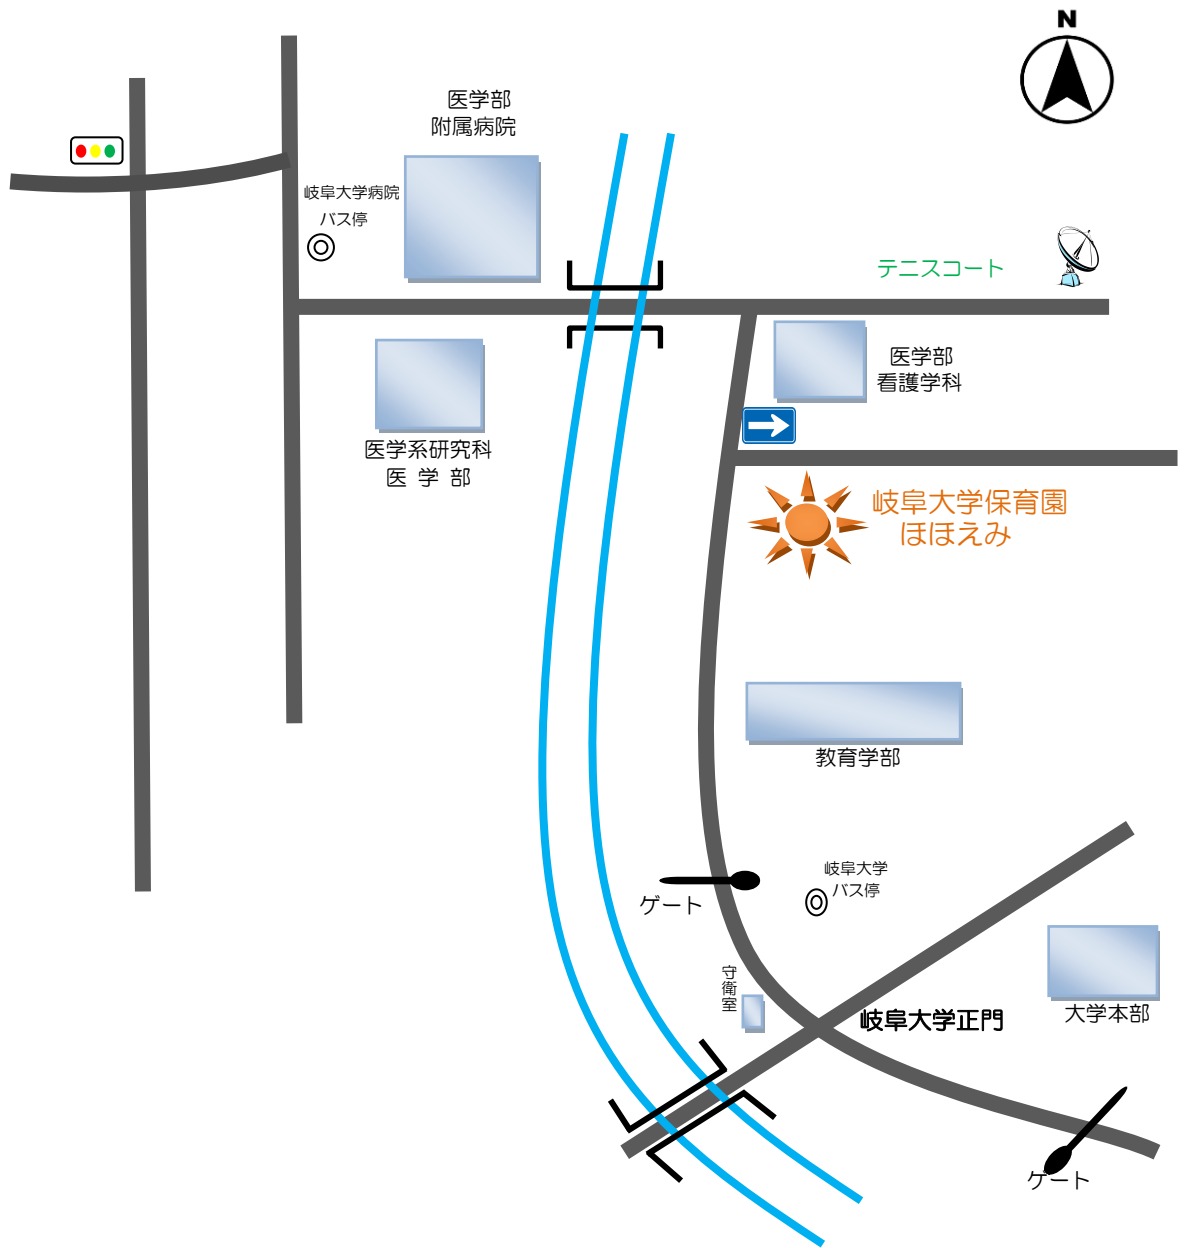 N
医学部
附属病院
岐阜大学病院
バス停
テニスコート
医学部
看護学科
医学系研究科
医 学 部
岐阜大学保育園
ほほえみ
教育学部
岐阜大学
バス停
ゲート
守衛室
岐阜大学正門
大学本部
ゲート